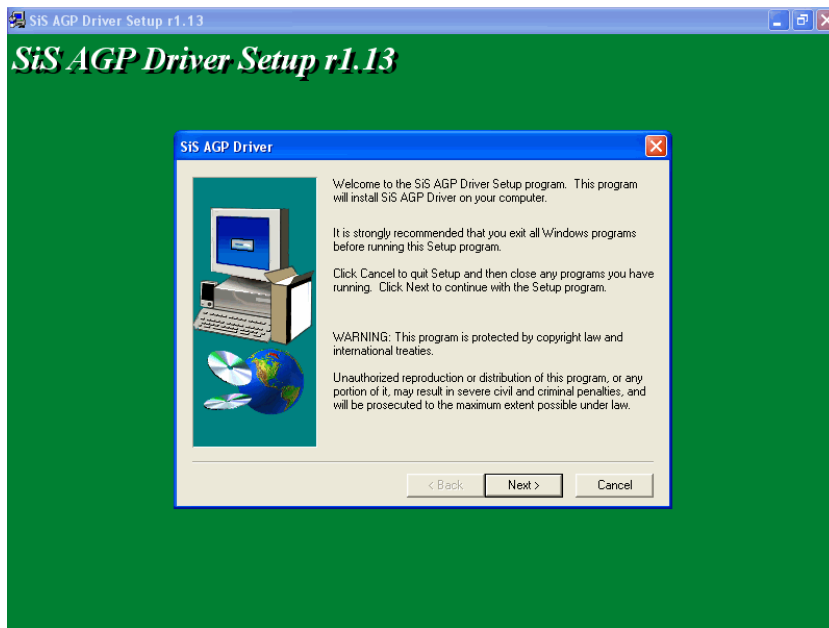 SiS AGP Driver Setup r1.13
SiS AGP Driver Setup r1.13
SiS AGP Driver
Welcome to the SiS AGP Driver Setup program. This program
will install SiS AGP Driver on your computer.
It is strongly recommended that you exit all Windows programs
before running this Setup program.
Click Cancel to quit Setup and then close any programs you have
running. Click Next to continue with the Setup program.
WARNING: This program is protected by copyright law and
international treaties.
Unauthorized reproduction or distribution of this program, or any
portion of it, may result in severe civil and criminal penalties, and
will be prosecuted to the maximum extent possible under law.
< Back Next > Cancel